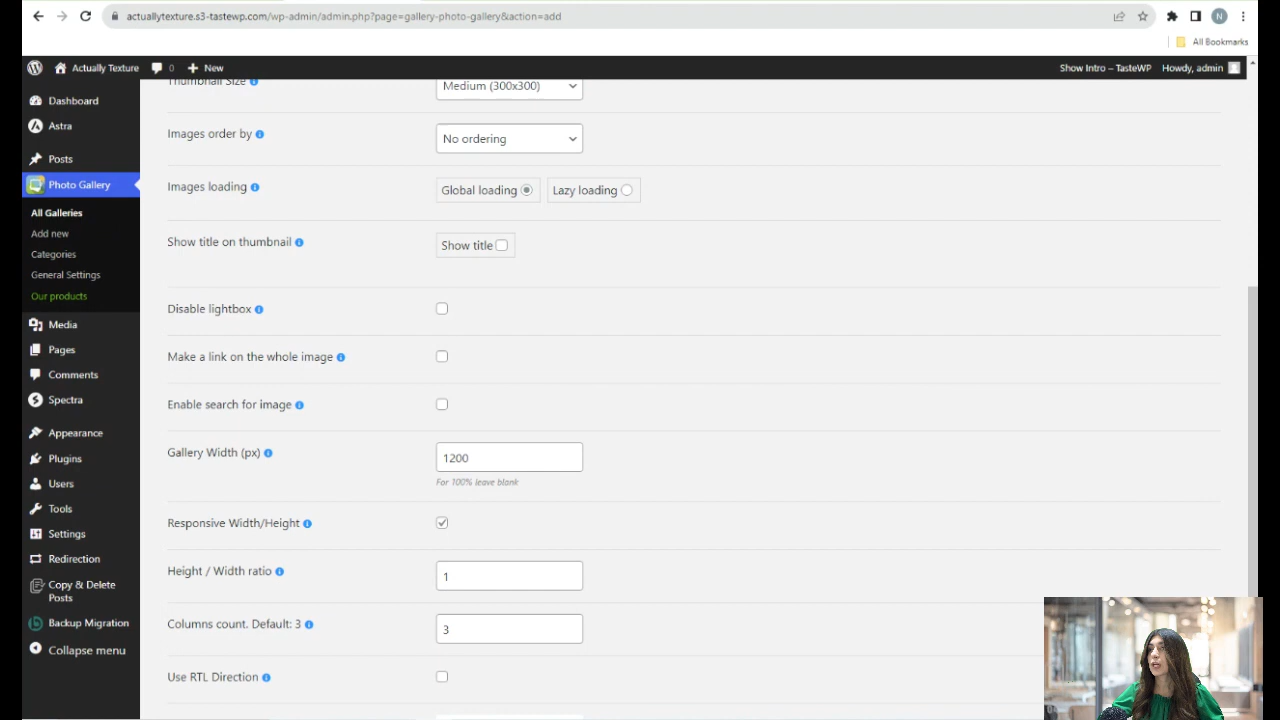 actuallytexture.s3-tastewp.com/wp-admin/admin.php?page=gallery-photo-gallery&action=add
N
All Bookmarks
Actually Texture 0 New Show Intro – TasteWP Howdy, admin
Dashboard
Astra
Posts
Photo Gallery
All Galleries
Add new
Categories
General Settings
Our products
Media
Pages
Comments
Spectra
Appearance
Plugins
Users
Tools
Settings
Redirection
Copy & Delete
Posts
Backup Migration
Collapse menu
Thumbnail Size Medium (300x300)
Images order by No ordering
Images loading Global loading Lazy loading
Show title on thumbnail Show title
Disable lightbox
Make a link on the whole image
Enable search for image
Gallery Width (px) 1200
For 100% leave blank
Responsive Width/Height
Height / Width ratio 1
Columns count. Default: 3 3
Use RTL Direction